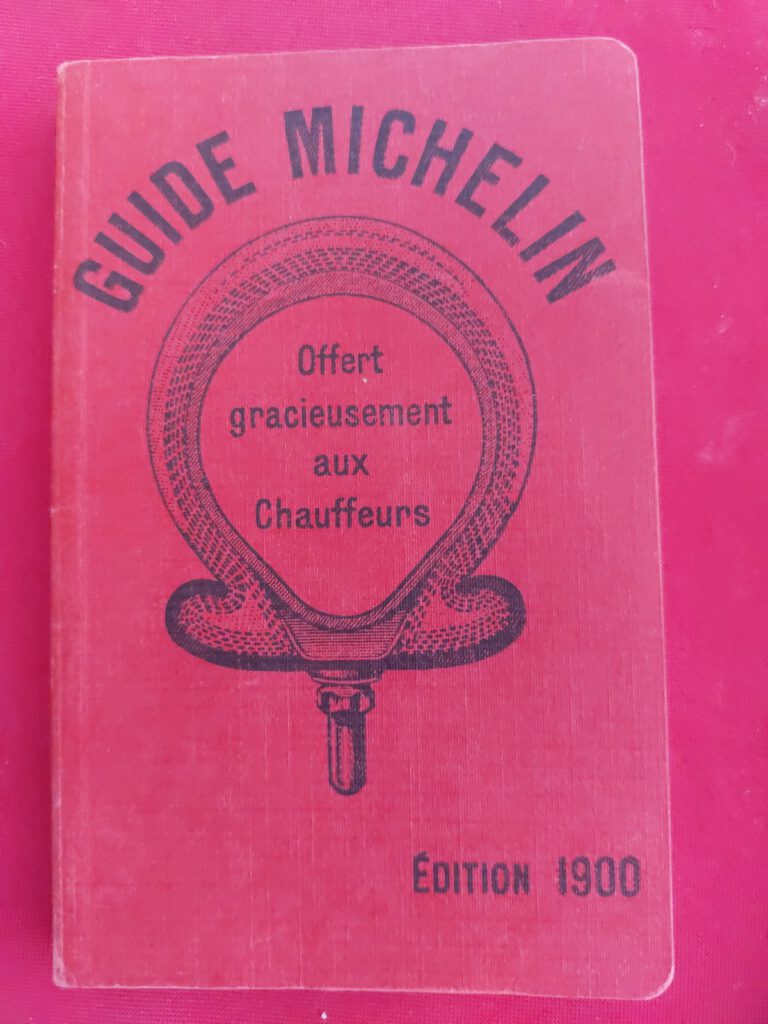 GUIDE MICHELIN
Offert
gracieusement
aux
Chauffeurs
ÉDITION 1900